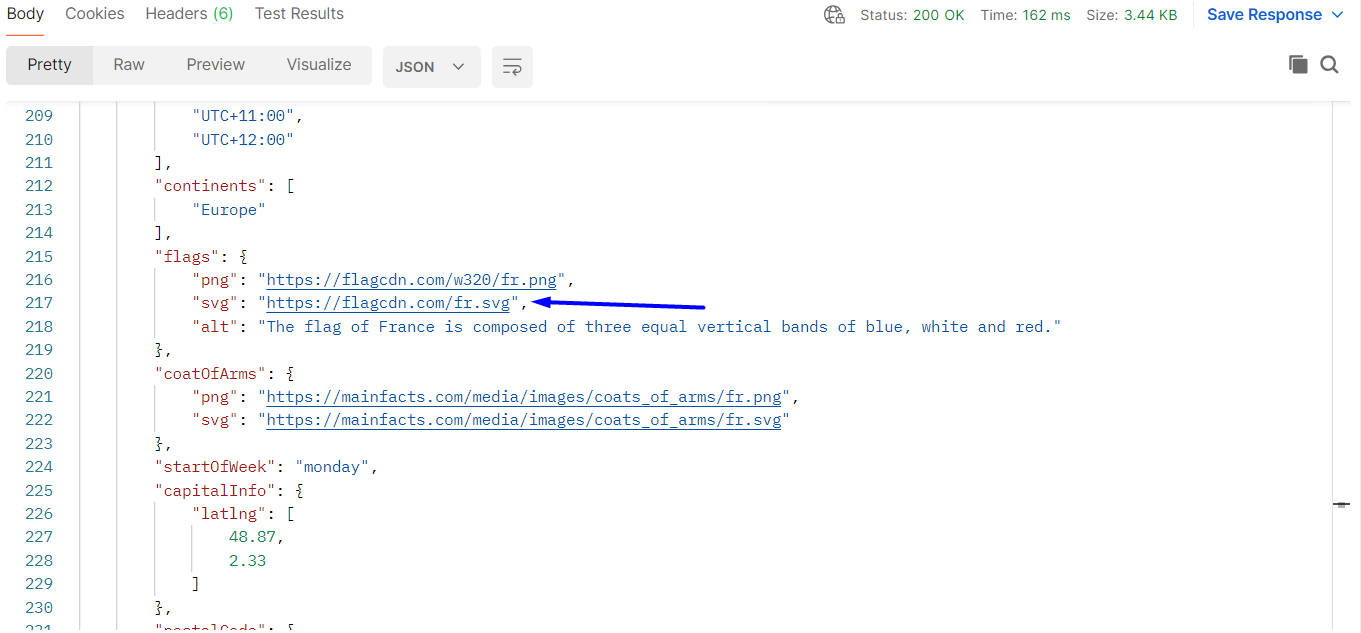 Body Cookies Headers (6) Test Results Status: 200 OK Time: 162 ms Size: 3.44 KB Save Response
Pretty Raw Preview Visualize JSON
209 "UTC+11:00",
210 "UTC+12:00"
211 ],
212 "continents": [
213 "Europe"
214 ],
215 "flags": {
216 "png": "https://flagcdn.com/w320/fr.png",
217 "svg": "https://flagcdn.com/fr.svg",
218 "alt": "The flag of France is composed of three equal vertical bands of blue, white and red."
219 },
220 "coatOfArms": {
221 "png": "https://mainfacts.com/media/images/coats_of_arms/fr.png",
222 "svg": "https://mainfacts.com/media/images/coats_of_arms/fr.svg"
223 },
224 "startOfWeek": "monday",
225 "capitalInfo": {
226 "latlng": [
227 48.87,
228 2.33
229 ]
230 },
231 "postalCode": {